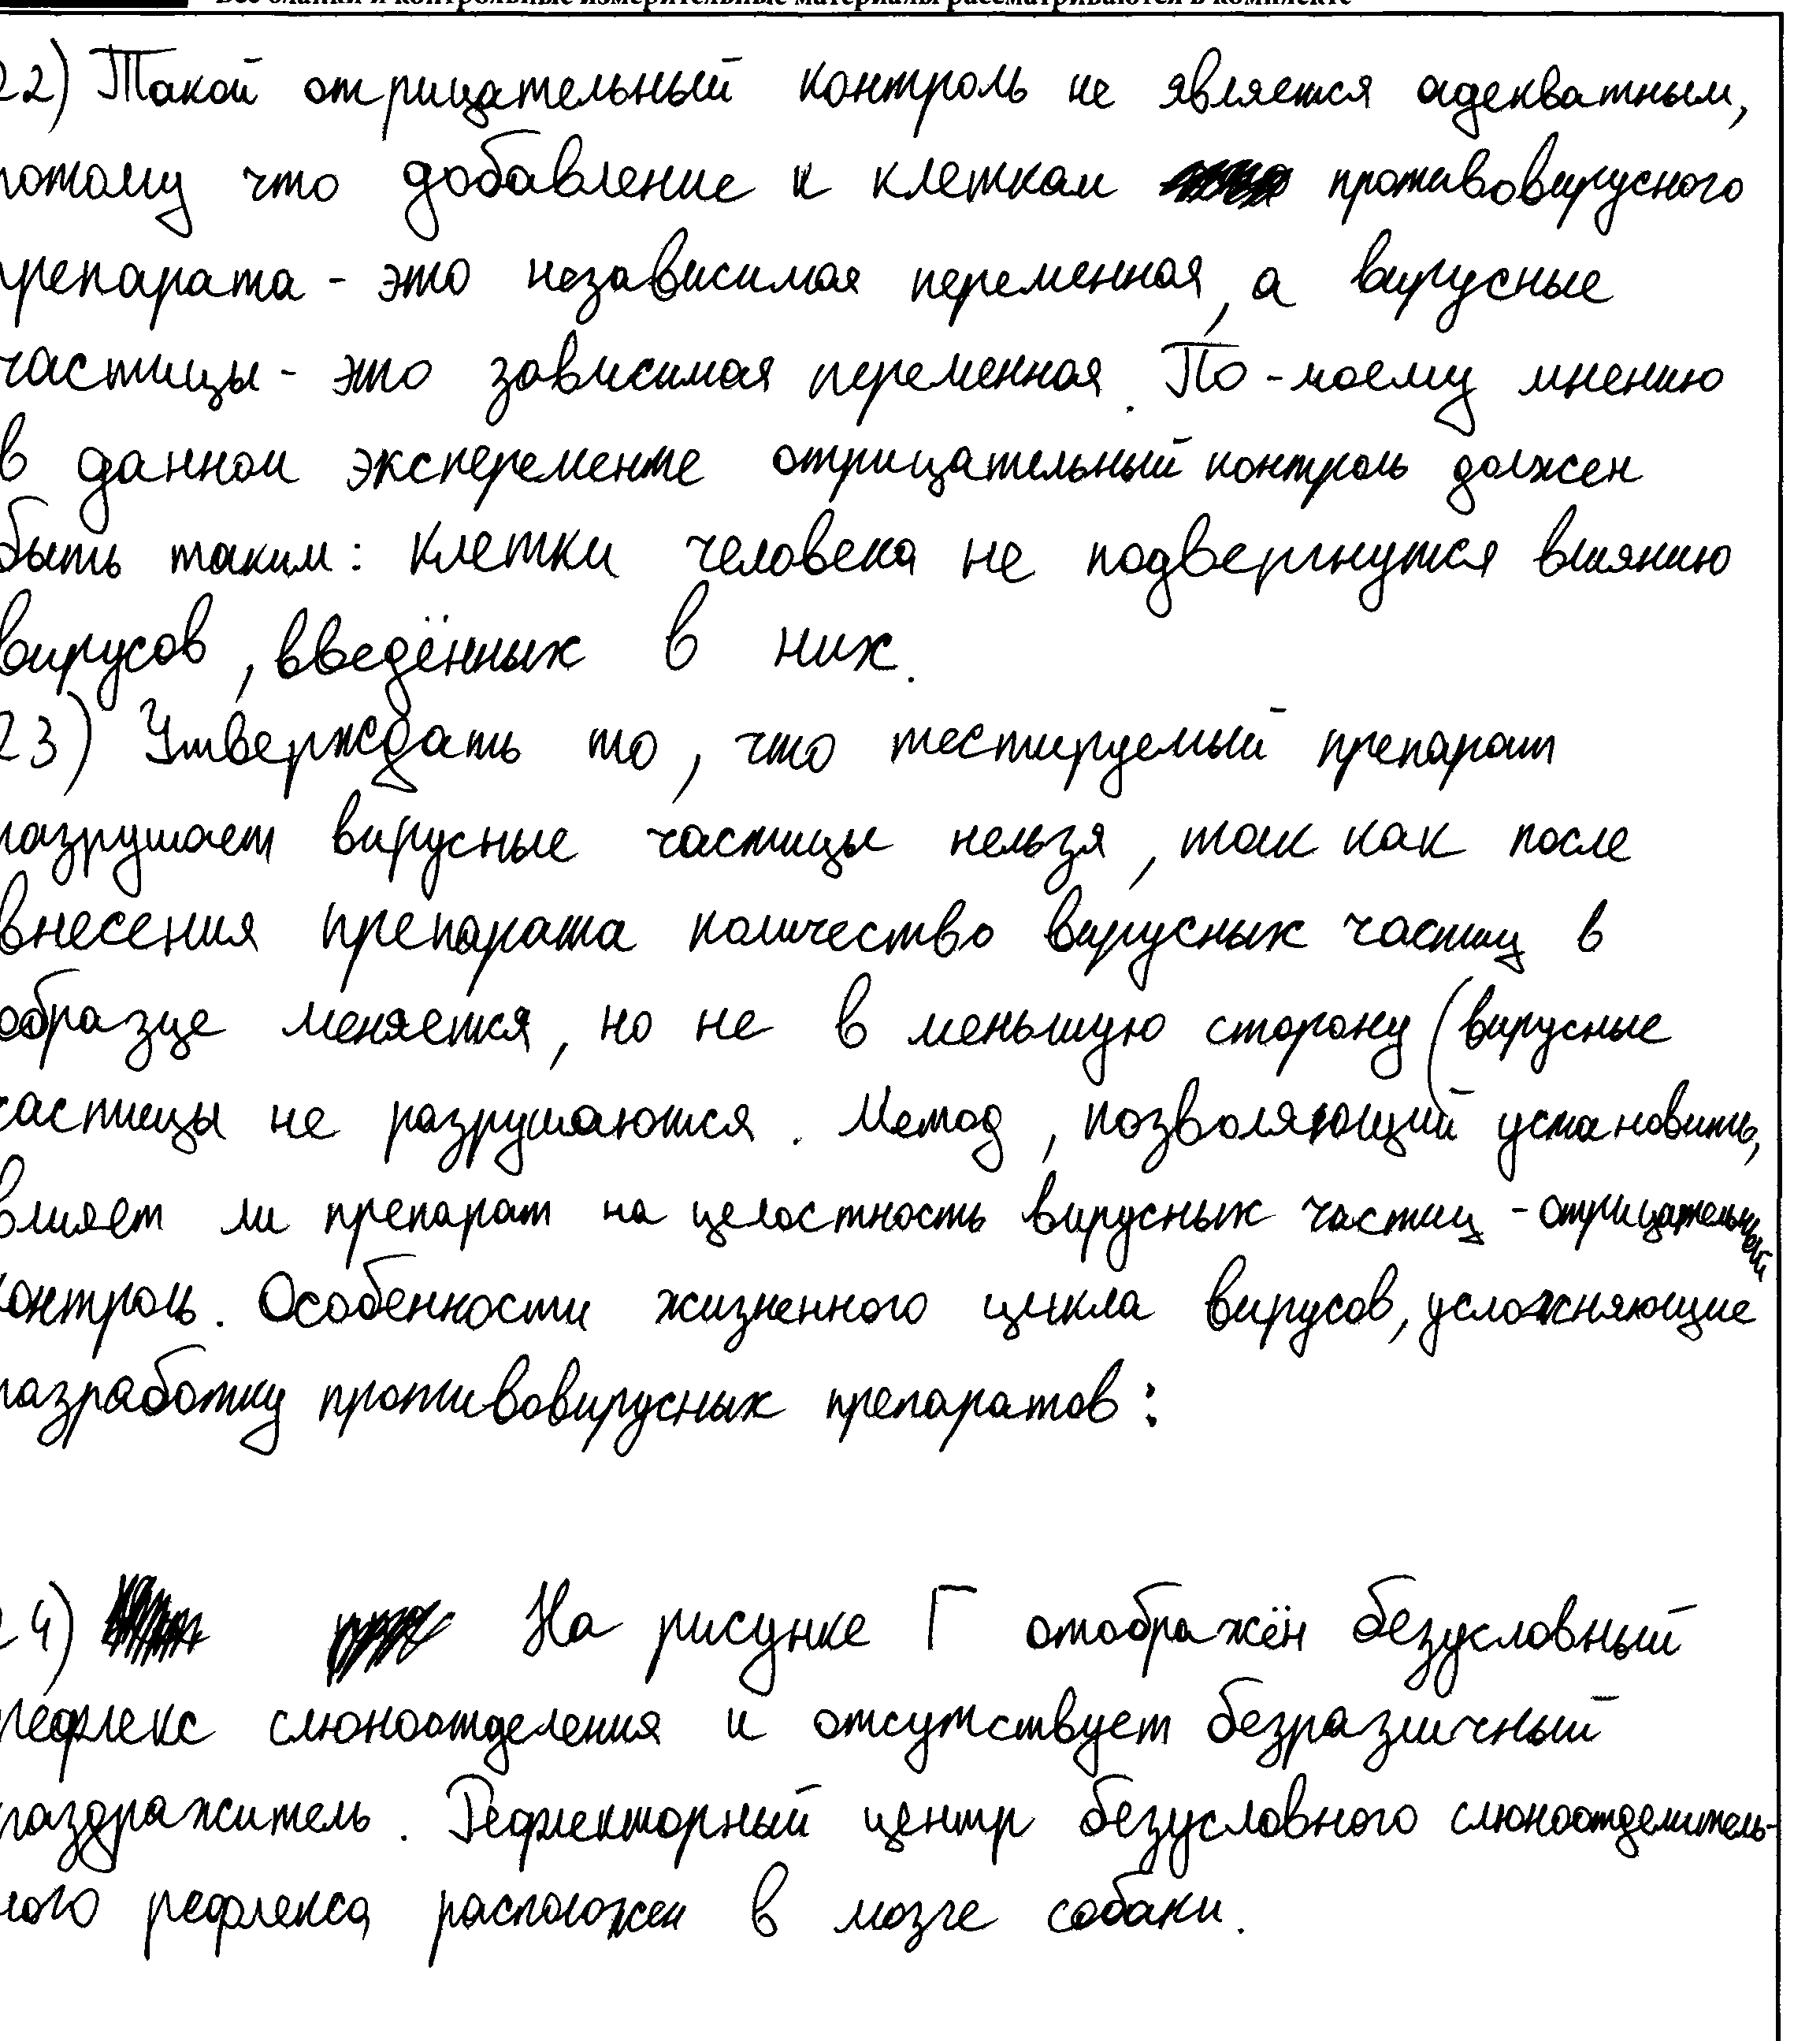 Все бланки и контрольные измерительные материалы рассматриваются в комплекте
22) Такой отрицательный контроль не является адекватным,
потому что добавление к клеткам противовирусного
препарата - это независимая переменная, а вирусные
частицы - это зависимая переменная. По-моему мнению
в данном эксперементе отрицательный контроль должен
быть таким: клетки человека не подвергнутся влиянию
вирусов, введённых в них.
23) Утверждать то, что тестируемый препарат
разрушает вирусные частицы нельзя, так как после
внесения препарата количество вирусных частиц в
образце меняется, но не в меньшую сторону (вирусные
частицы не разрушаются. Метод, позволяющий установить,
влияет ли препарат на целостность вирусных частиц - отрицательный
контроль. Особенности жизненного цикла вирусов, усложняющие
разработку противовирусных препаратов:
24) На рисунке Г отображён безусловный
рефлекс слюноотделения и отсутствует безразличный
раздражитель. Рефлекторный центр безусловного слюноотделитель-
ного рефлекса расположен в мозге собаки.